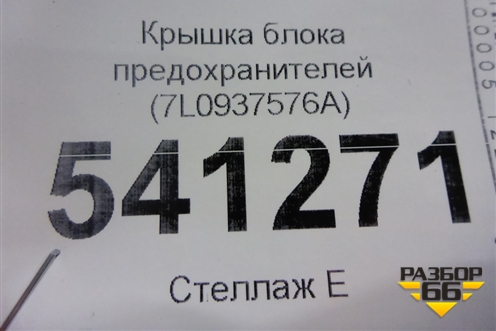 Крышка блока
предохранителей
(7L0937576A)
541271
Стеллаж Е
РАЗБОР
66